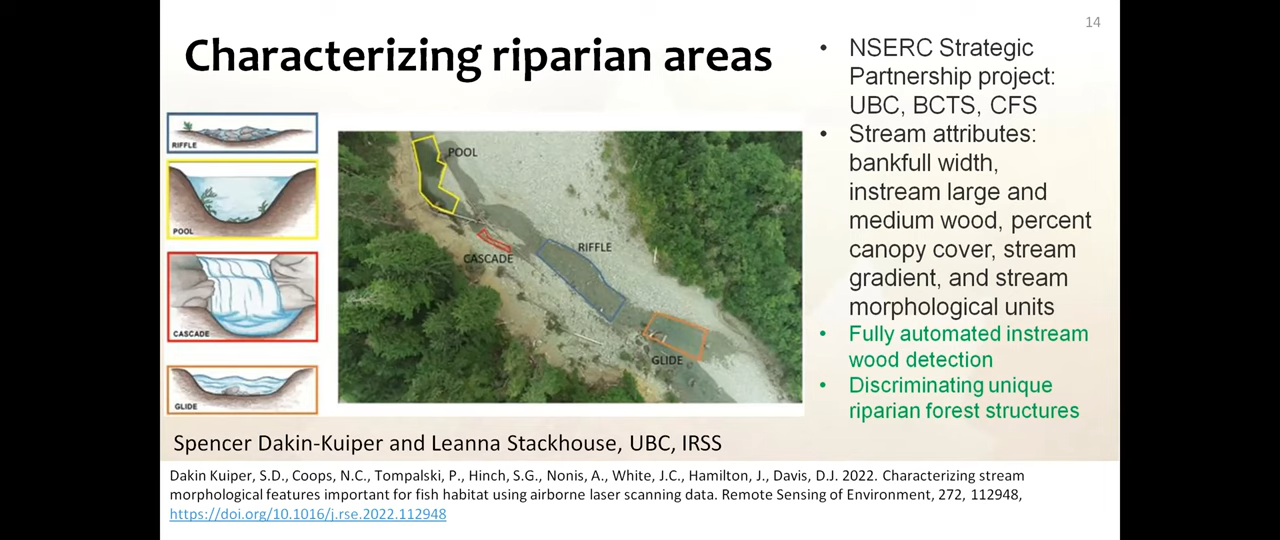 14
Characterizing riparian areas
RIFFLE
POOL
CASCADE
GLIDE
POOL
CASCADE
RIFFLE
GLIDE
• NSERC Strategic
Partnership project:
UBC, BCTS, CFS
• Stream attributes:
bankfull width,
instream large and
medium wood, percent
canopy cover, stream
gradient, and stream
morphological units
• Fully automated instream
wood detection
• Discriminating unique
riparian forest structures
Spencer Dakin-Kuiper and Leanna Stackhouse, UBC, IRSS
Dakin Kuiper, S.D., Coops, N.C., Tompalski, P., Hinch, S.G., Nonis, A., White, J.C., Hamilton, J., Davis, D.J. 2022. Characterizing stream
morphological features important for fish habitat using airborne laser scanning data. Remote Sensing of Environment, 272, 112948,
https://doi.org/10.1016/j.rse.2022.112948